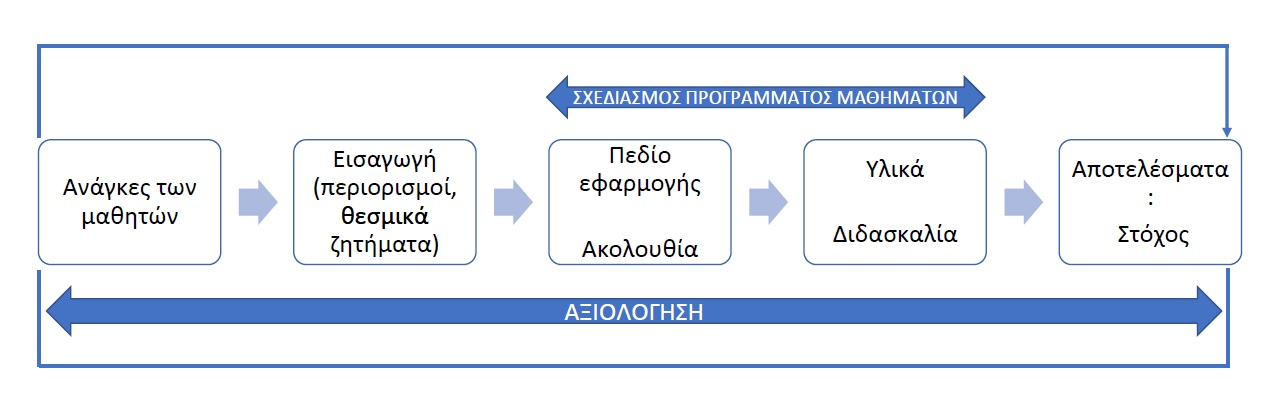 ΣΧΕΔΙΑΣΜΟΣ ΠΡΟΓΡΑΜΜΑΤΟΣ ΜΑΘΗΜΑΤΩΝ
Ανάγκες των
μαθητών
Εισαγωγή
(περιορισμοί,
θεσμικά
ζητήματα)
Πεδίο
εφαρμογής
Ακολουθία
Υλικά
Διδασκαλία
Αποτελέσματα
:
Στόχος
ΑΞΙΟΛΟΓΗΣΗ